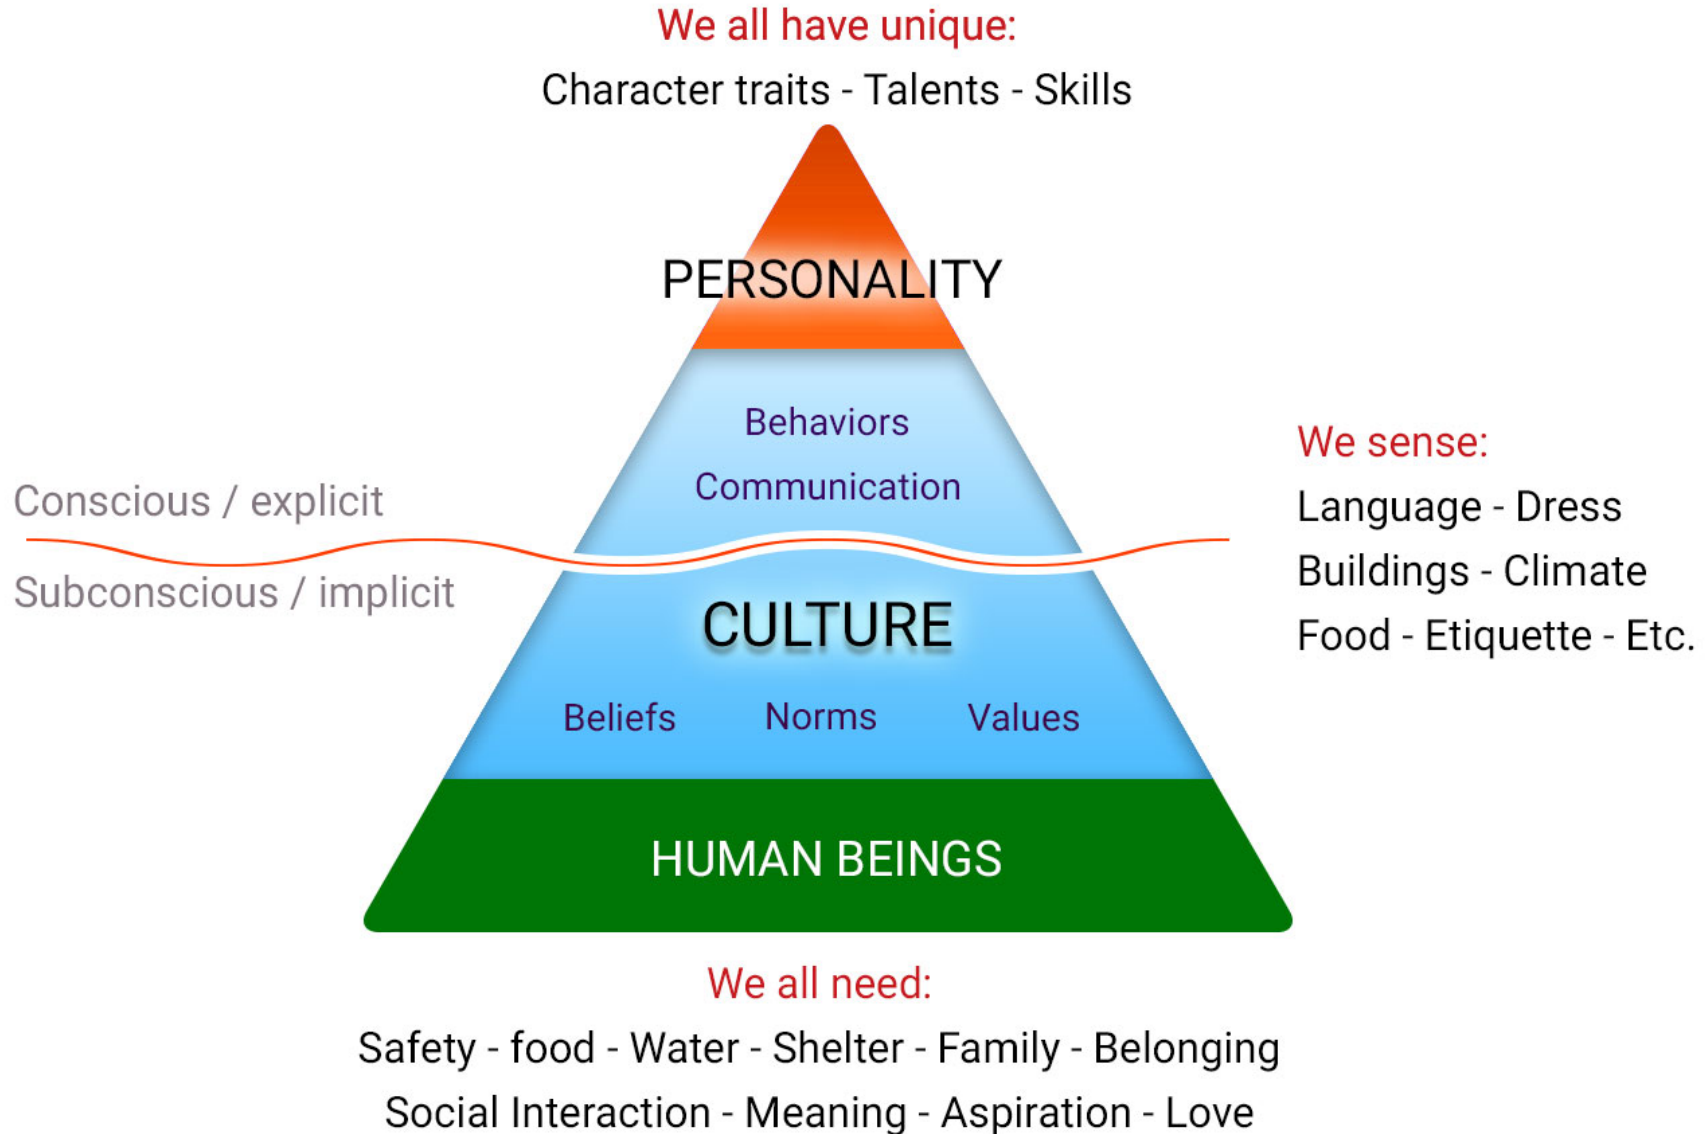 We all have unique:
Character traits - Talents - Skills
PERSONALITY
Behaviors
Communication
Conscious / explicit
Subconscious / implicit
CULTURE
Beliefs Norms Values
We sense:
Language - Dress
Buildings - Climate
Food - Etiquette - Etc.
HUMAN BEINGS
We all need:
Safety - food - Water - Shelter - Family - Belonging
Social Interaction - Meaning - Aspiration - Love